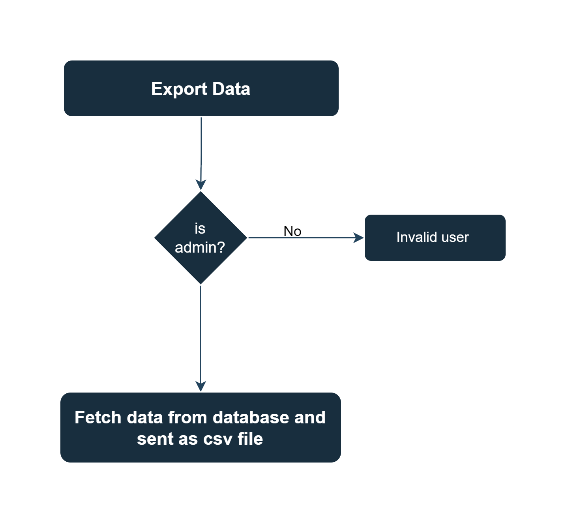 Export Data
is
admin?
No
Invalid user
Fetch data from database and
sent as csv file